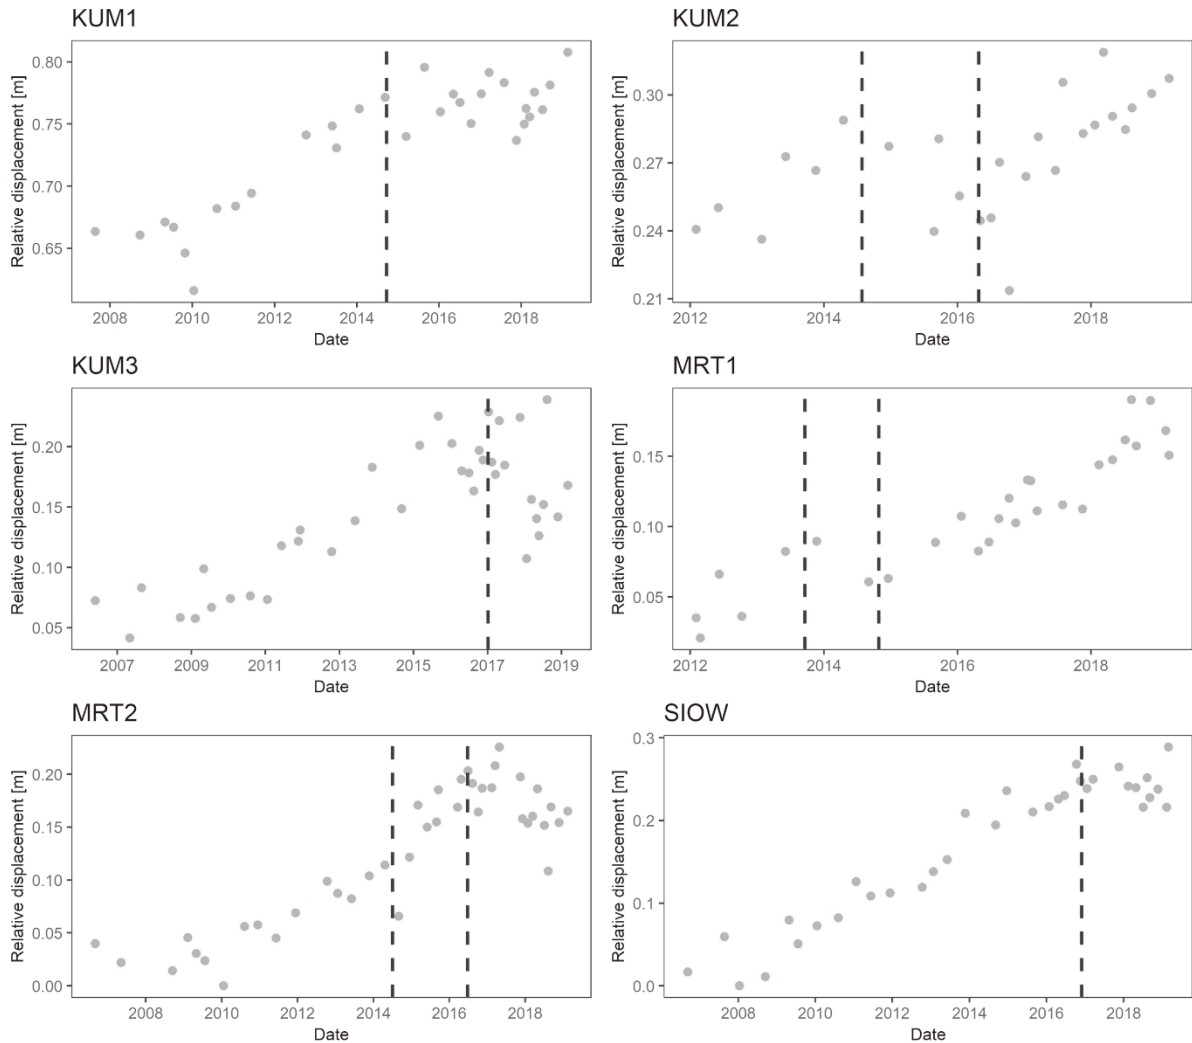 KUM1
Relative displacement [m]
0.80
0.75
0.70
0.65
2008 2010 2012 2014 2016 2018
Date
KUM2
Relative displacement [m]
0.30
0.27
0.24
0.21
2012 2014 2016 2018
Date
KUM3
Relative displacement [m]
0.20
0.15
0.10
0.05
2007 2009 2011 2013 2015 2017 2019
Date
MRT1
Relative displacement [m]
0.15
0.10
0.05
2012 2014 2016 2018
Date
MRT2
Relative displacement [m]
0.20
0.15
0.10
0.05
0.00
2008 2010 2012 2014 2016 2018
Date
SIOW
Relative displacement [m]
0.3
0.2
0.1
0.0
2008 2010 2012 2014 2016 2018
Date